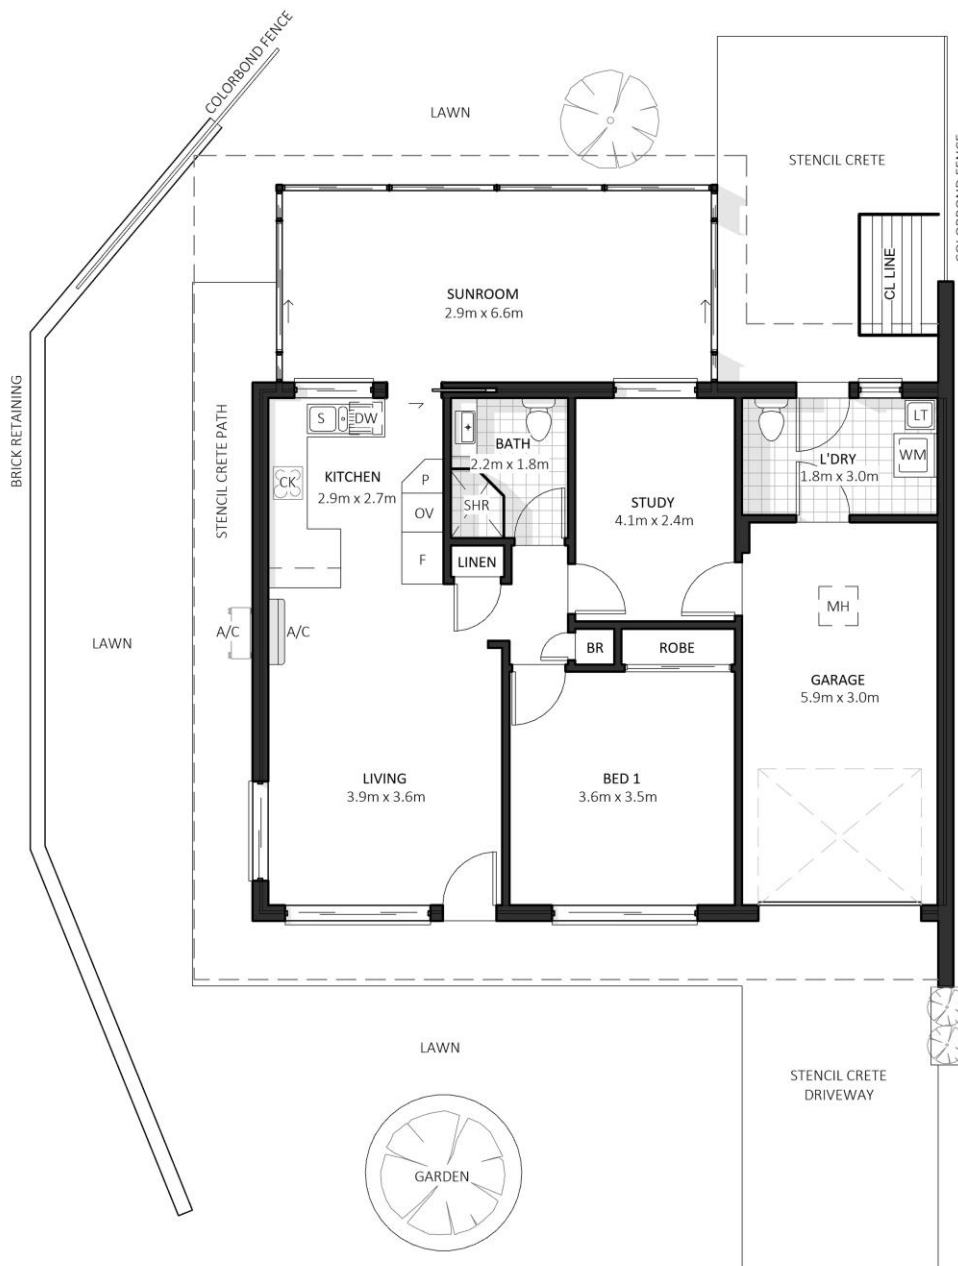 COLORBOND FENCE
LAWN
STENCIL CRETE
COLORBOND FENCE
CL LINE
SUNROOM
2.9m x 6.6m
BRICK RETAINING
STENCIL CRETE PATH
S
DW
CK
KITCHEN
2.9m x 2.7m
P
OV
F
BATH
2.2m x 1.8m
SHR
LINEN
STUDY
4.1m x 2.4m
LT
WM
L'DRY
1.8m x 3.0m
MH
A/C
A/C
LAWN
BR
ROBE
GARAGE
5.9m x 3.0m
LIVING
3.9m x 3.6m
BED 1
3.6m x 3.5m
LAWN
STENCIL CRETE
DRIVEWAY
GARDEN